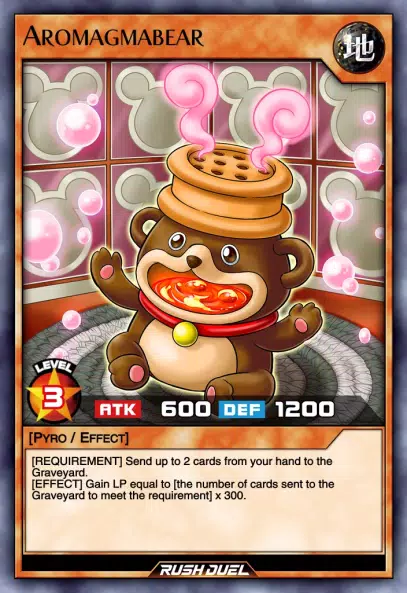 AROMAGMABEAR
地
LEVEL
3
ATK 600 DEF 1200
[PYRO / EFFECT]
[REQUIREMENT] Send up to 2 cards from your hand to the
Graveyard.
[EFFECT] Gain LP equal to [the number of cards sent to the
Graveyard to meet the requirement] x 300.
RUSH DUEL